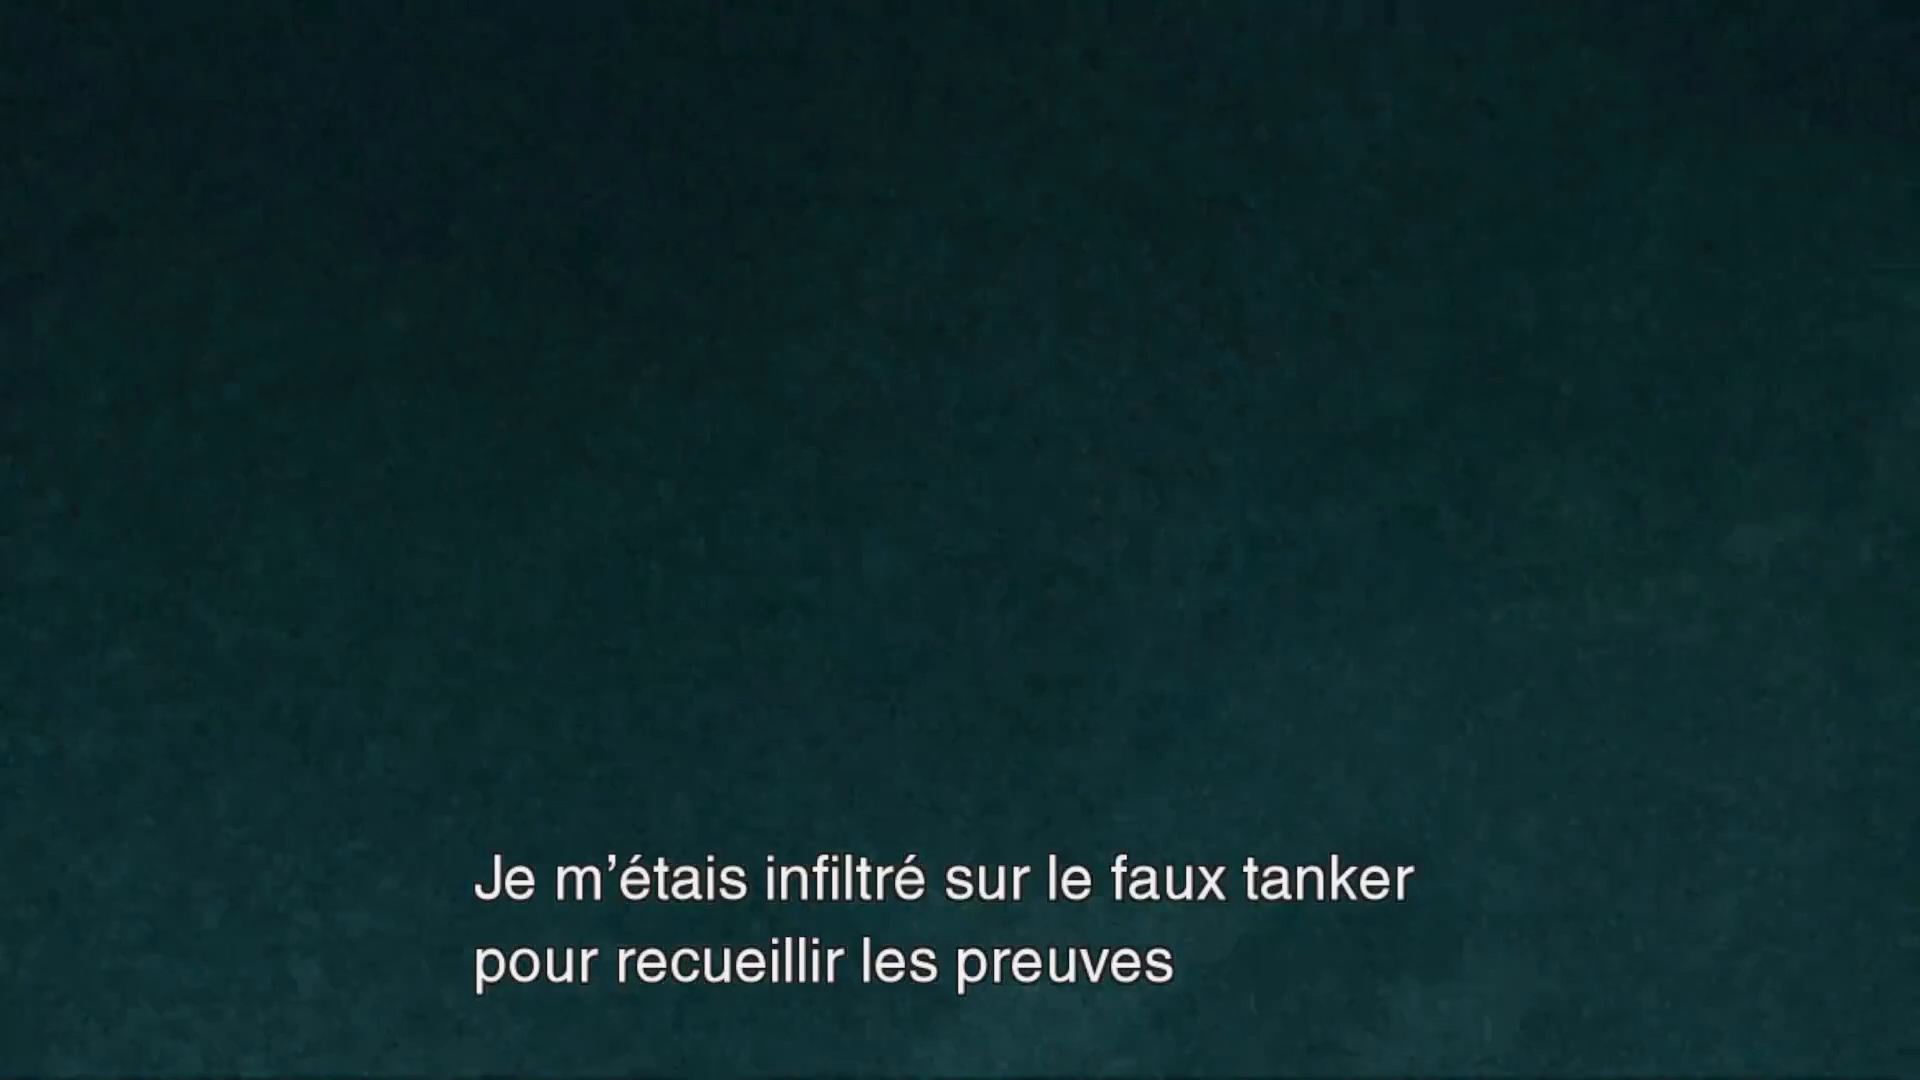 Je m’étais infiltré sur le faux tanker
pour recueillir les preuves